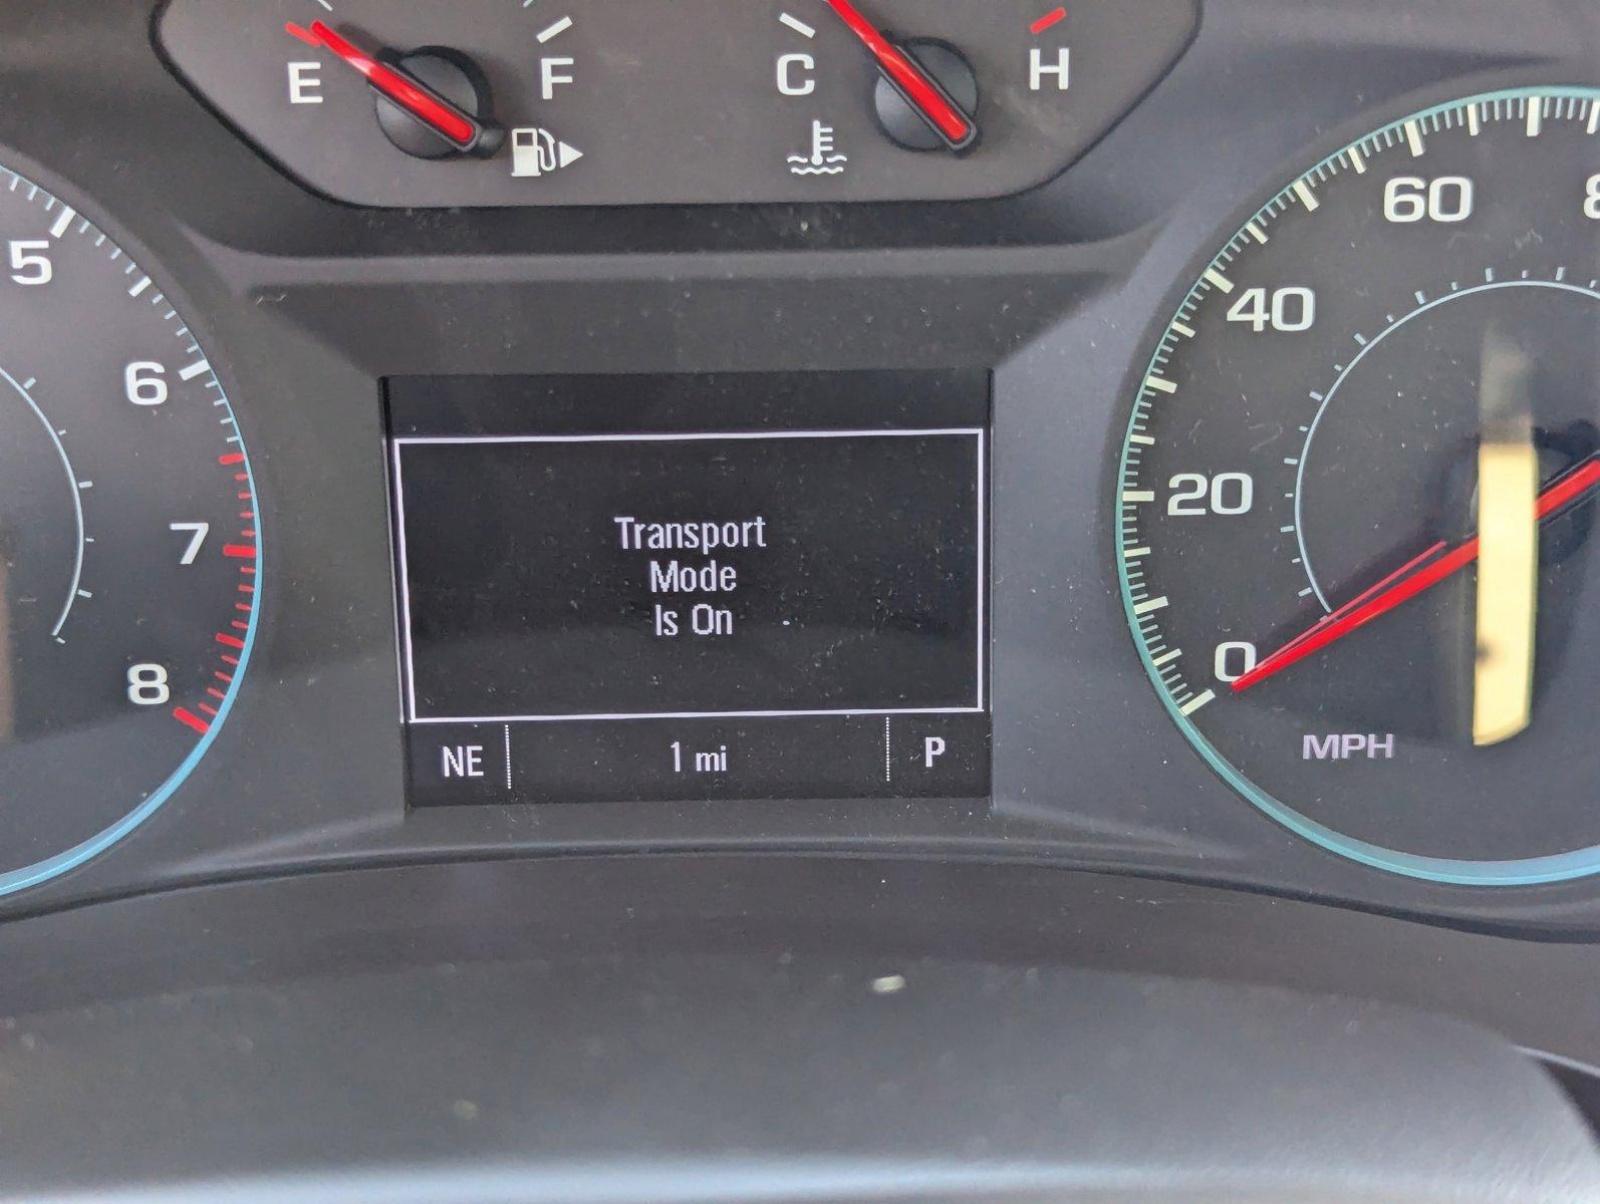 E F C H
5 6 7 8
Transport
Mode
Is On
NE 1 mi P
60
40
20
0
MPH